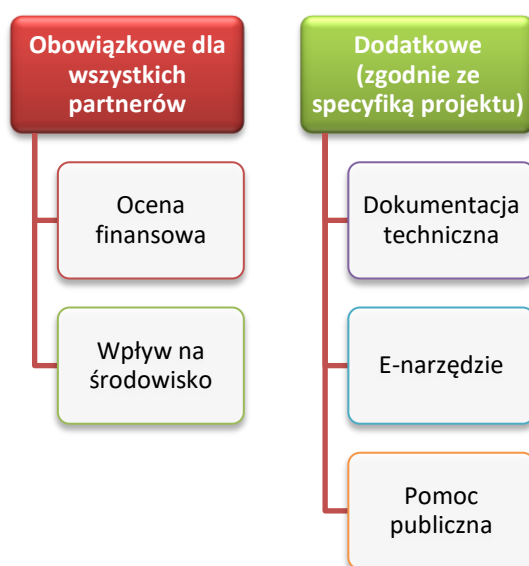 Obowiązkowe dla
wszystkich
partnerów
Ocena
finansowa
Wpływ na
środowisko
Dodatkowe
(zgodnie ze
specyfiką projektu)
Dokumentacja
techniczna
E-narzędzie
Pomoc
publiczna